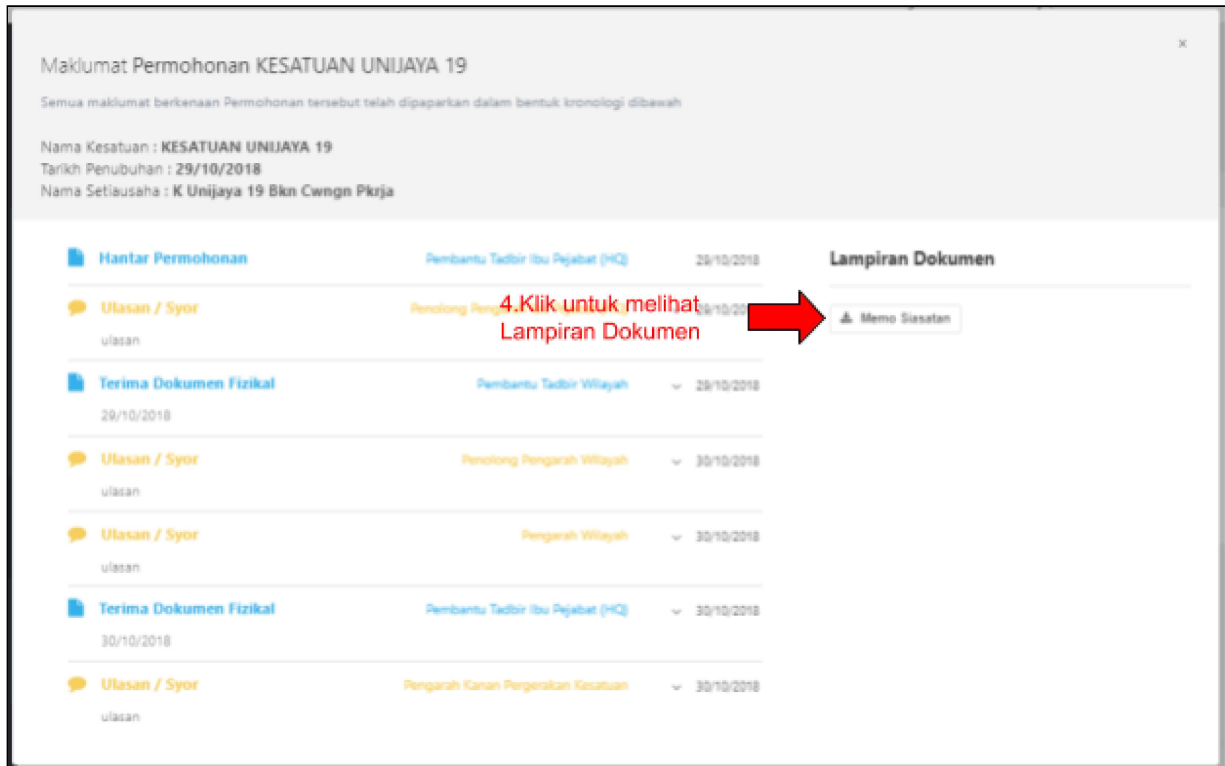 ×
Maklumat Permohonan KESATUAN UNIJAYA 19
Semua maklumat berkenaan Permohonan tersebut telah dipaparkan dalam bentuk kronologi dibawah
Nama Kesatuan : KESATUAN UNIJAYA 19
Tarikh Penubuhan : 29/10/2018
Nama Setiausaha : K Unijaya 19 Bkn Cwngn Pkrja
Hantar Permohonan Pembantu Tadbir Ibu Pejabat (HQ) 29/10/2018
Ulasan / Syor Penolong
ulasan
Terima Dokumen Fizikal Pembantu Tadbir Wilayah 29/10/2018
29/10/2018
Ulasan / Syor Penolong Pengarah Wilayah 30/10/2018
ulasan
Ulasan / Syor Pengarah Wilayah 30/10/2018
ulasan
Terima Dokumen Fizikal Pembantu Tadbir Ibu Pejabat (HQ) 30/10/2018
30/10/2018
Ulasan / Syor Pengarah Kanan Pergerakan Kesatuan 30/10/2018
ulasan
Lampiran Dokumen
4.Klik untuk melihat
Lampiran Dokumen
Memo Siasatan